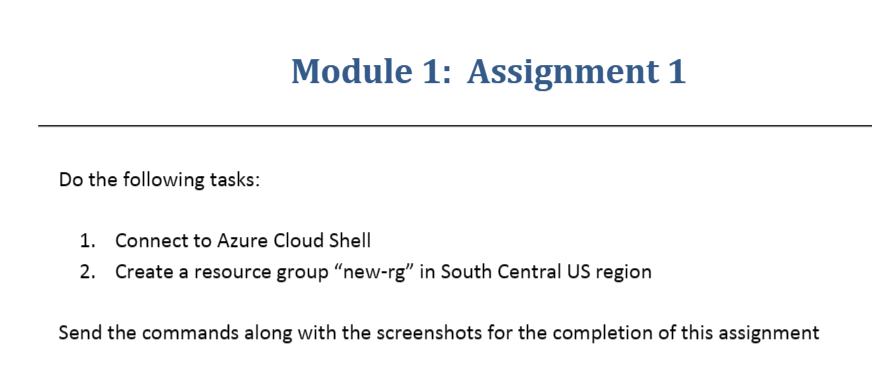 Module 1:  Assignment 1
Do the following tasks:
1. Connect to Azure Cloud Shell
2. Create a resource group “new-rg” in South Central US region
Send the commands along with the screenshots for the completion of this assignment